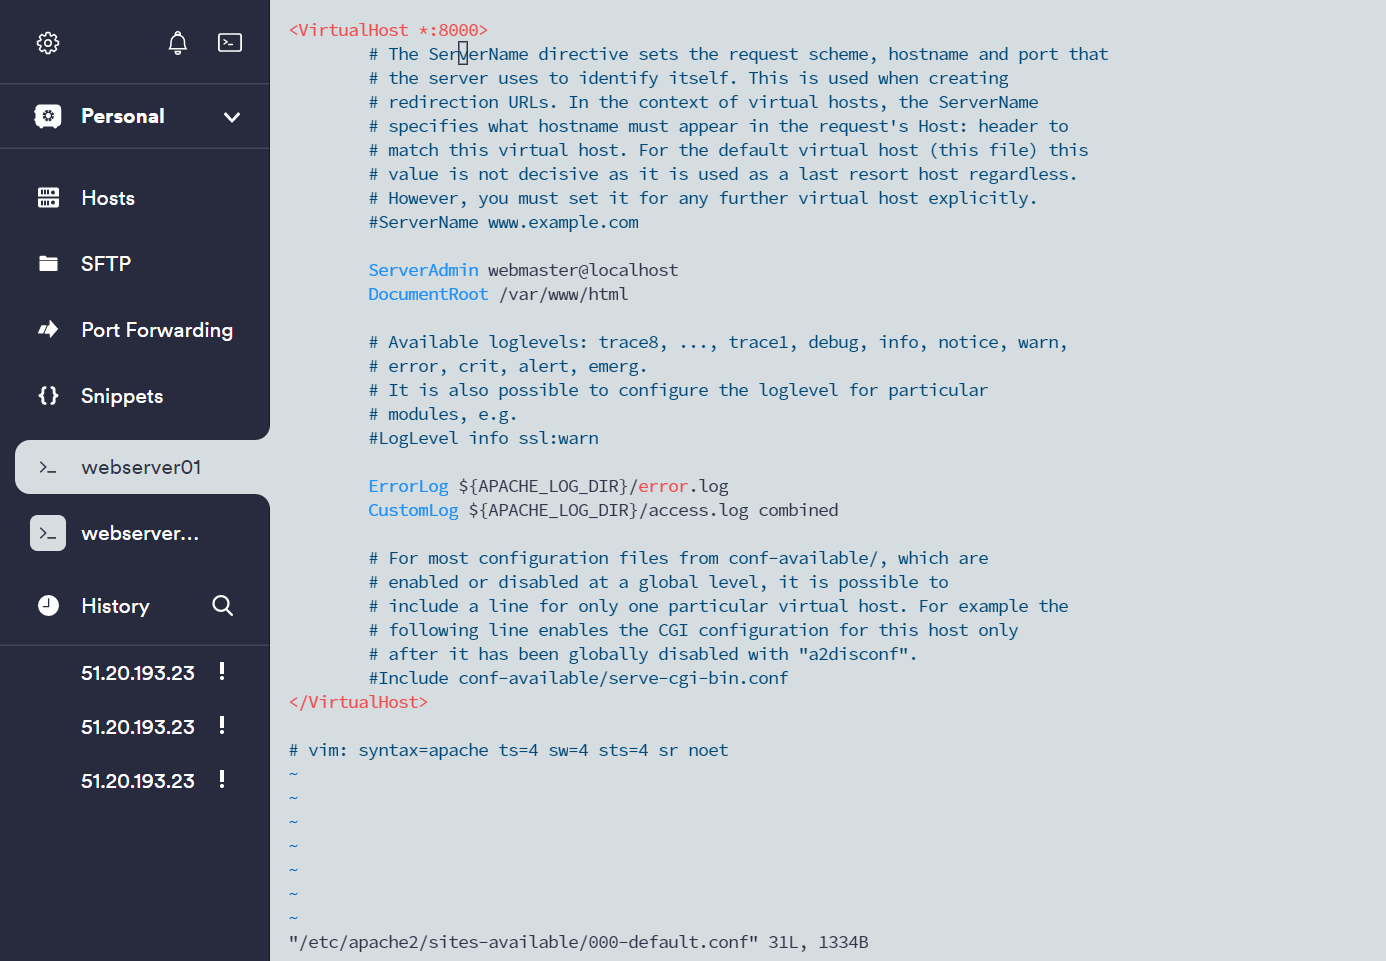 Personal
Hosts
SFTP
Port Forwarding
Snippets
webserver01
webserver...
History
51.20.193.23 !
51.20.193.23 !
51.20.193.23 !
<VirtualHost *:8000>
# The ServerName directive sets the request scheme, hostname and port that
# the server uses to identify itself. This is used when creating
# redirection URLs. In the context of virtual hosts, the ServerName
# specifies what hostname must appear in the request's Host: header to
# match this virtual host. For the default virtual host (this file) this
# value is not decisive as it is used as a last resort host regardless.
# However, you must set it for any further virtual host explicitly.
#ServerName www.example.com
ServerAdmin webmaster@localhost
DocumentRoot /var/www/html
# Available loglevels: trace8, ..., trace1, debug, info, notice, warn,
# error, crit, alert, emerg.
# It is also possible to configure the loglevel for particular
# modules, e.g.
#LogLevel info ssl:warn
ErrorLog ${APACHE_LOG_DIR}/error.log
CustomLog ${APACHE_LOG_DIR}/access.log combined
# For most configuration files from conf-available/, which are
# enabled or disabled at a global level, it is possible to
# include a line for only one particular virtual host. For example the
# following line enables the CGI configuration for this host only
# after it has been globally disabled with "a2disconf".
#Include conf-available/serve-cgi-bin.conf
</VirtualHost>
# vim: syntax=apache ts=4 sw=4 sts=4 sr noet
~
~
~
~
~
~
~
"/etc/apache2/sites-available/000-default.conf" 31L, 1334B